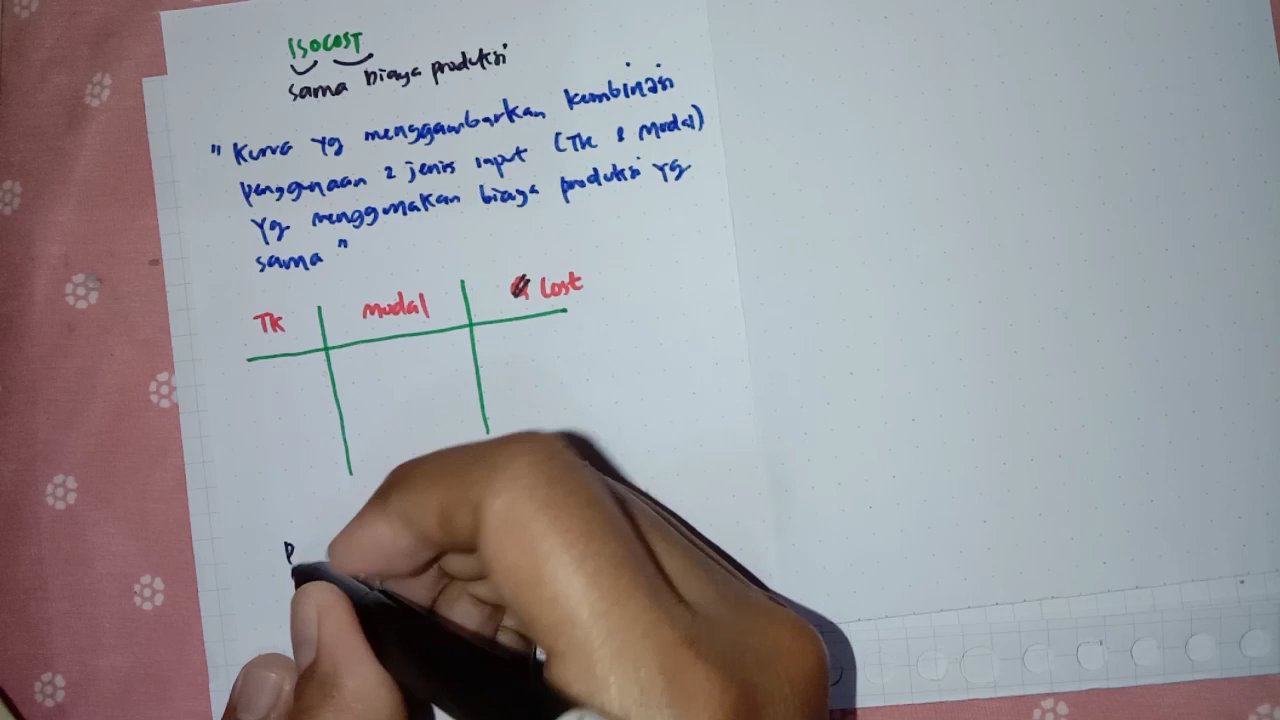 ISOCOST
sama biaya produksi
" Kurva yg menggambarkan kombinasi
penggunaan 2 jenis input (Tk & Modal)
yg menggunakan biaya produksi yg
sama "
TK Modal Cost
P